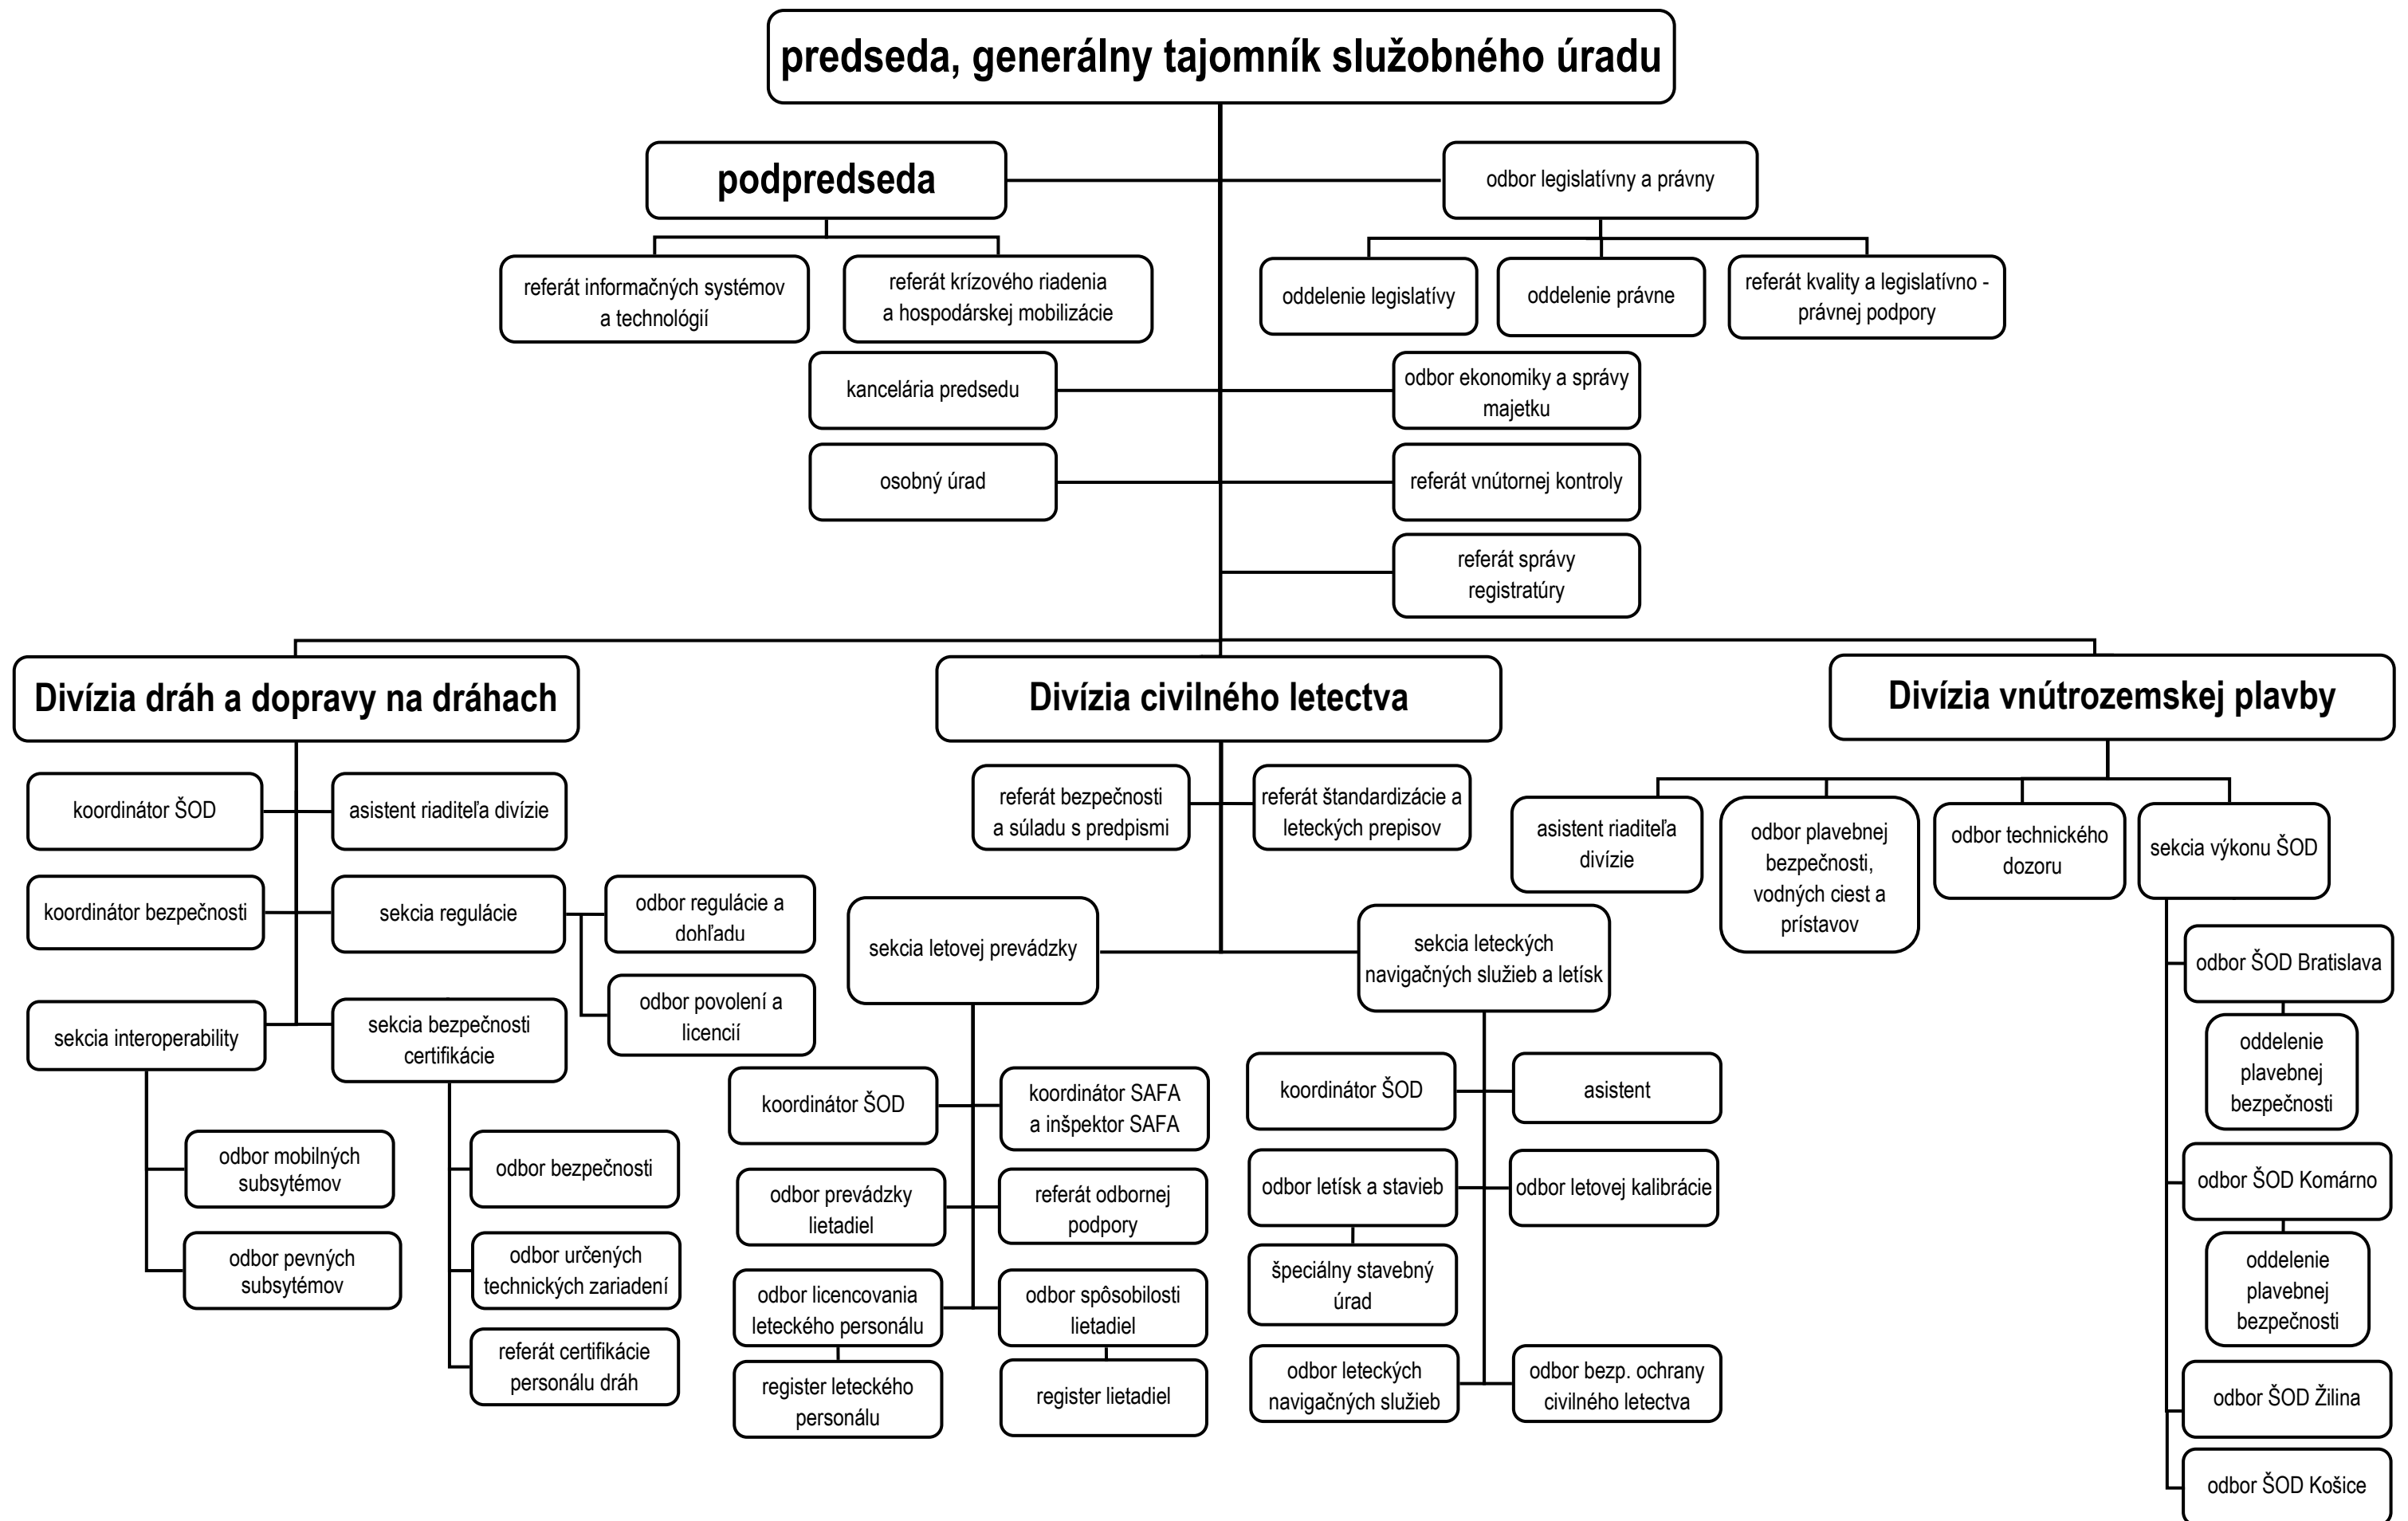 predseda, generálny tajomník služobného úradu
podpredseda
odbor legislatívny a právny
referát informačných systémov
a technológií
referát krízového riadenia
a hospodárskej mobilizácie
oddelenie legislatívy
oddelenie právne
referát kvality a legislatívno -
právnej podpory
kancelária predsedu
odbor ekonomiky a správy
majetku
osobný úrad
referát vnútornej kontroly
referát správy
registratúry
Divízia dráh a dopravy na dráhach
Divízia civilného letectva
Divízia vnútrozemskej plavby
koordinátor ŠOD
asistent riaditeľa divízie
koordinátor bezpečnosti
sekcia regulácie
odbor regulácie a
dohľadu
odbor povolení a
licencií
sekcia interoperability
sekcia bezpečnosti
certifikácie
odbor mobilných
subsytémov
odbor pevných
subsytémov
odbor bezpečnosti
odbor určených
technických zariadení
referát certifikácie
personálu dráh
referát bezpečnosti
a súladu s predpismi
referát štandardizácie a
leteckých prepisov
sekcia letovej prevádzky
sekcia leteckých
navigačných služieb a letísk
koordinátor ŠOD
koordinátor SAFA
a inšpektor SAFA
odbor prevádzky
lietadiel
referát odbornej
podpory
odbor licencovania
leteckého personálu
odbor spôsobilosti
lietadiel
register leteckého
personálu
register lietadiel
koordinátor ŠOD
asistent
odbor letísk a stavieb
odbor letovej kalibrácie
špeciálny stavebný
úrad
odbor leteckých
navigačných služieb
odbor bezp. ochrany
civilného letectva
asistent riaditeľa
divízie
odbor plavebnej
bezpečnosti,
vodných ciest a
prístavov
odbor technického
dozoru
sekcia výkonu ŠOD
odbor ŠOD Bratislava
oddelenie
plavebnej
bezpečnosti
odbor ŠOD Komárno
oddelenie
plavebnej
bezpečnosti
odbor ŠOD Žilina
odbor ŠOD Košice